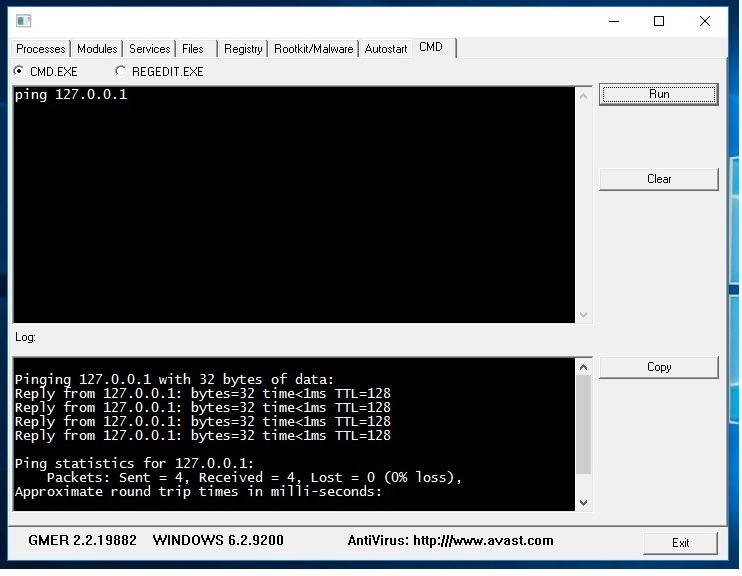 Processes Modules Services Files Registry Rootkit/Malware Autostart CMD
CMD.EXE REGEDIT.EXE
ping 127.0.0.1
Run
Clear
Log:
Copy
Pinging 127.0.0.1 with 32 bytes of data:
Reply from 127.0.0.1: bytes=32 time<1ms TTL=128
Reply from 127.0.0.1: bytes=32 time<1ms TTL=128
Reply from 127.0.0.1: bytes=32 time<1ms TTL=128
Reply from 127.0.0.1: bytes=32 time<1ms TTL=128
Ping statistics for 127.0.0.1:
Packets: Sent = 4, Received = 4, Lost = 0 (0% loss),
Approximate round trip times in milli-seconds:
GMER 2.2.19882 WINDOWS 6.2.9200 AntiVirus: http:///www.avast.com Exit